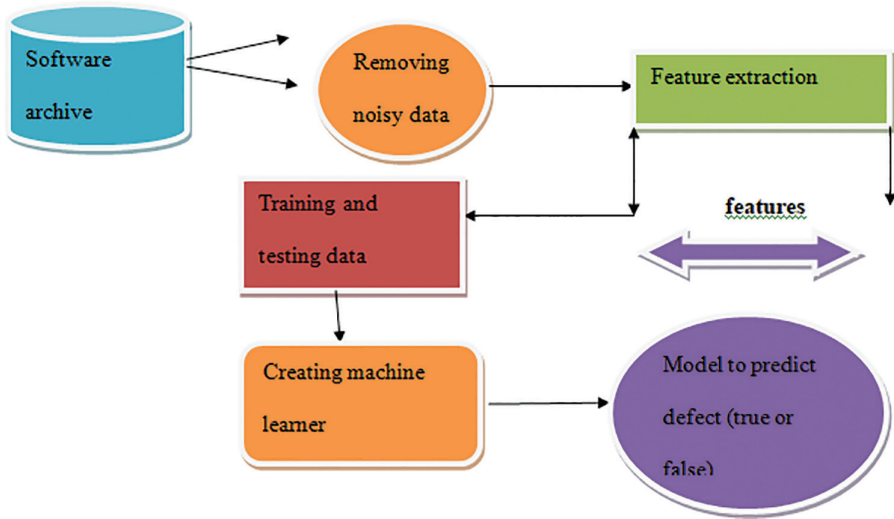 Software
archive
Removing
noisy data
Feature extraction
Training and
testing data
features
Creating machine
learner
Model to predict
defect (true or
false)